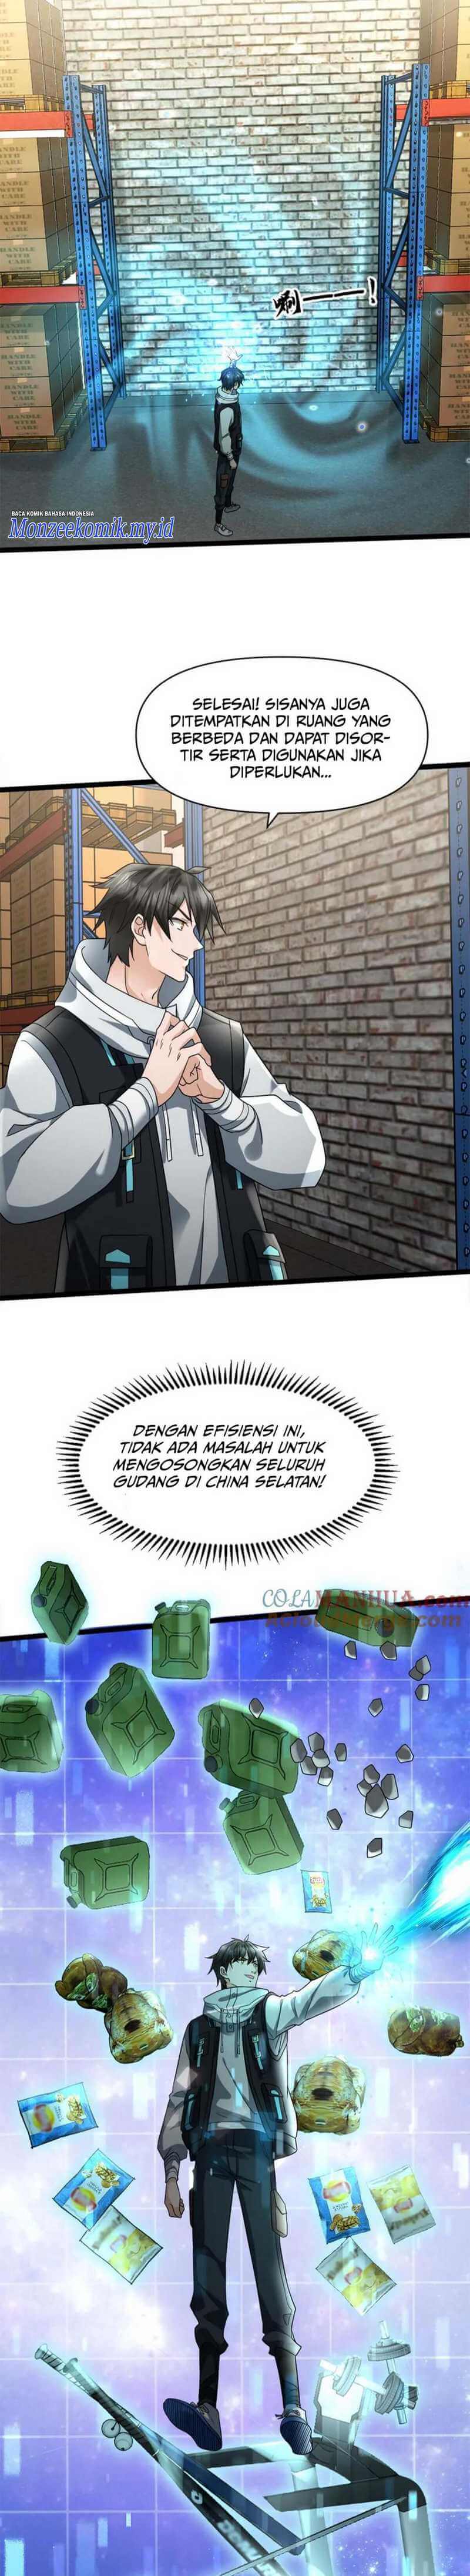 HANDLE
WITH
CARE
唰——！
HANDLE
WITH
CARE
BACA KOMIK BAHASA INDONESIA
Monzeekomik.my.id
SELESAI! SISANYA JUGA
DITEMPATKAN DI RUANG YANG
BERBEDA DAN DAPAT DISOR-
TIR SERTA DIGUNAKAN JIKA
DIPERLUKAN...
DENGAN EFISIENSI INI,
TIDAK ADA MASALAH UNTUK
MENGOSONGKAN SELURUH
GUDANG DI CHINA SELATAN!
COLAMANHUA.com